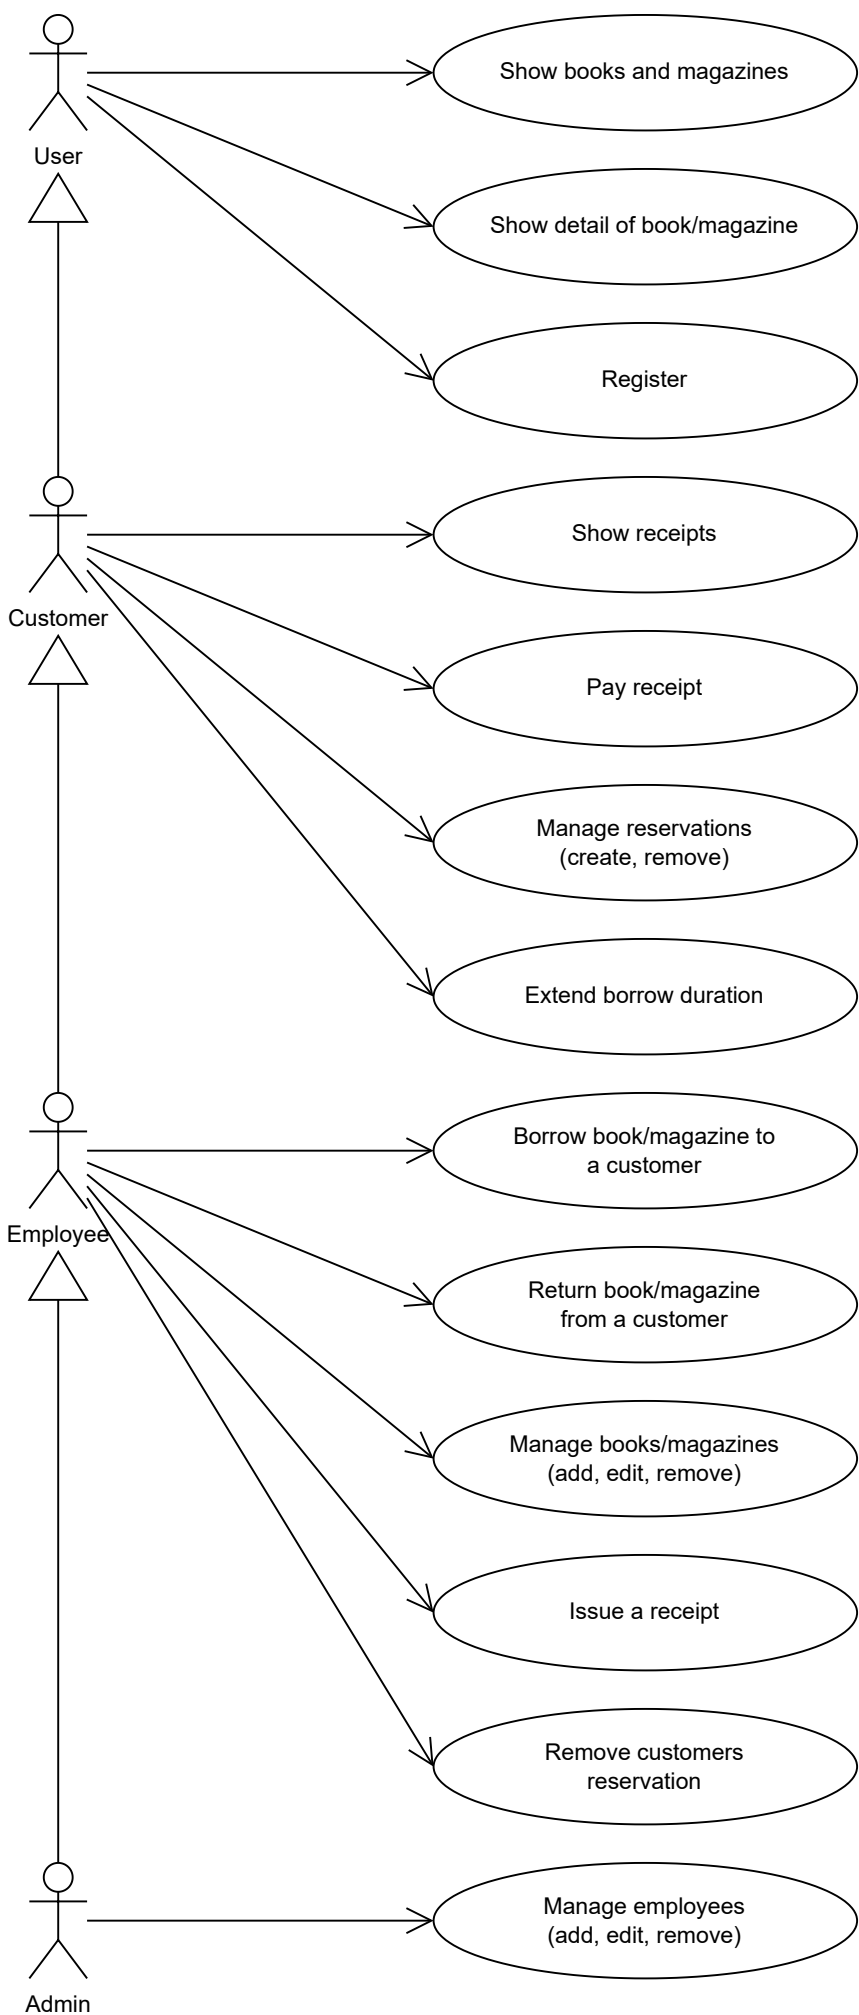 Show books and magazines
User
Show detail of book/magazine
Register
Show receipts
Customer
Pay receipt
Manage reservations
(create, remove)
Extend borrow duration
Borrow book/magazine to
a customer
Employee
Return book/magazine
from a customer
Manage books/magazines
(add, edit, remove)
Issue a receipt
Remove customers
reservation
Manage employees
(add, edit, remove)
Admin